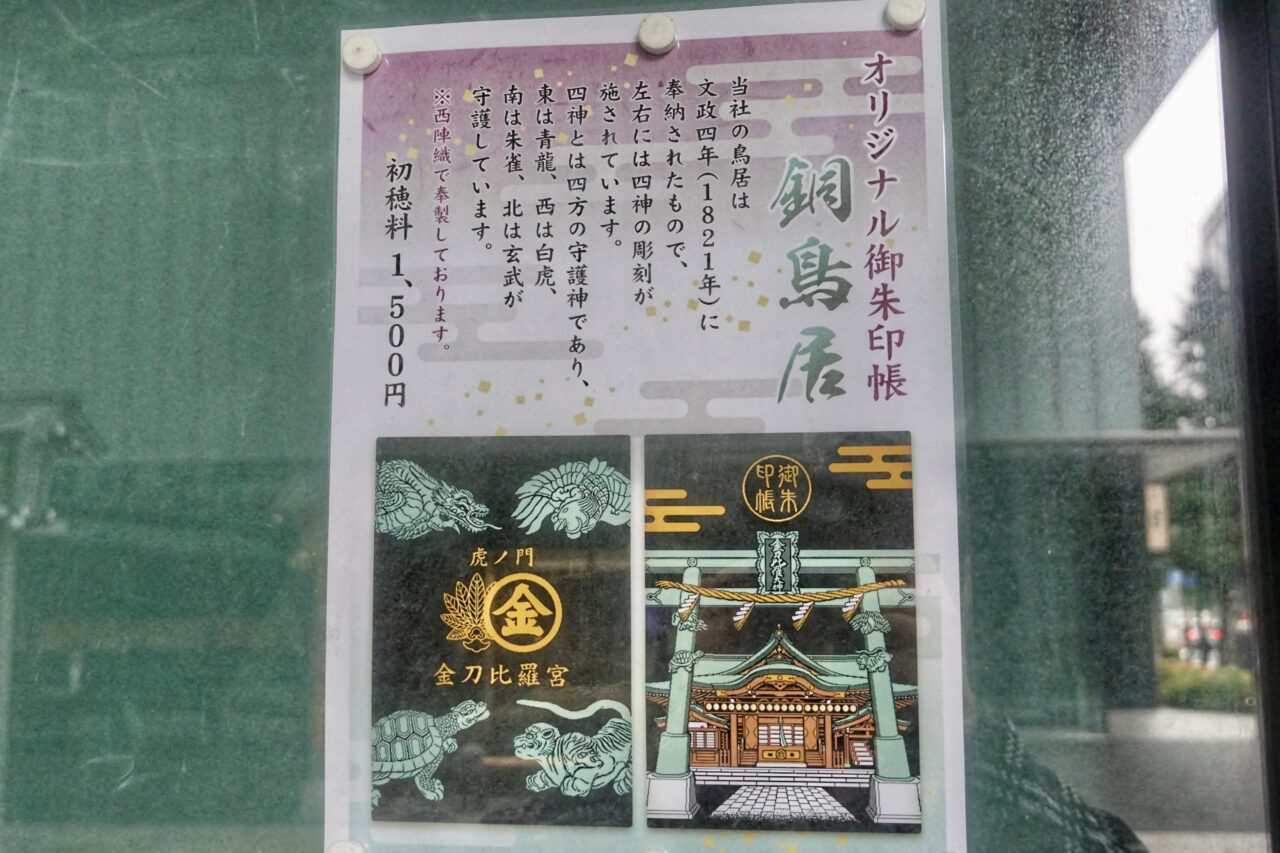 オリジナル御朱印帳
銅鳥居
当社の鳥居は
文政四年(1821年)に
奉納されたもので、
左右には四神の彫刻が
施されています。
四神とは四方の守護神であり、
東は青龍、西は白虎、
南は朱雀、北は玄武が
守護しています。
※西陣織で奉製しております。
初穂料 1、500円
虎ノ門
金
金刀比羅宮
御朱
印帳
金刀比羅大神